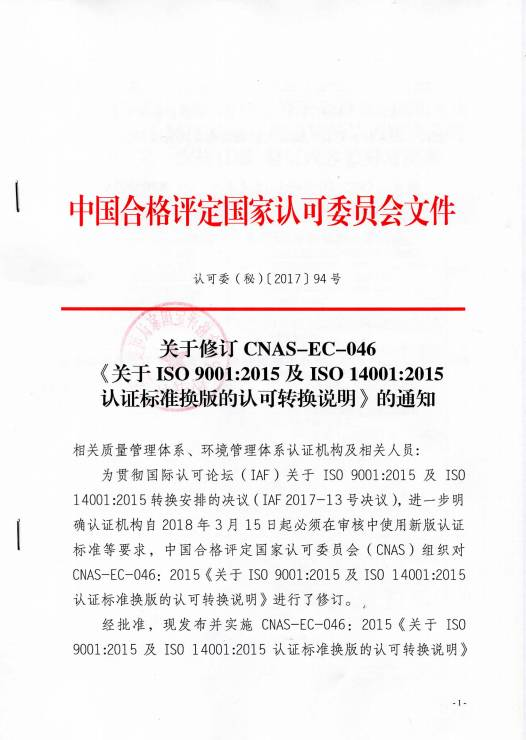 中国合格评定国家认可委员会文件
认可委（秘）〔2017〕94 号
关于修订 CNAS-EC-046
《关于 ISO 9001:2015 及 ISO 14001:2015
认证标准换版的认可转换说明》的通知
相关质量管理体系、环境管理体系认证机构及相关人员：
为贯彻国际认可论坛（IAF）关于 ISO 9001:2015 及 ISO
14001:2015 转换安排的决议（IAF 2017-13 号决议），进一步明
确认证机构自 2018 年 3 月 15 日起必须在审核中使用新版认证
标准等要求，中国合格评定国家认可委员会（CNAS）组织对
CNAS-EC-046：2015《关于 ISO 9001:2015 及 ISO 14001:2015
认证标准换版的认可转换说明》进行了修订。
经批准，现发布并实施 CNAS-EC-046：2015《关于 ISO
9001:2015 及 ISO 14001:2015 认证标准换版的认可转换说明》
-1-